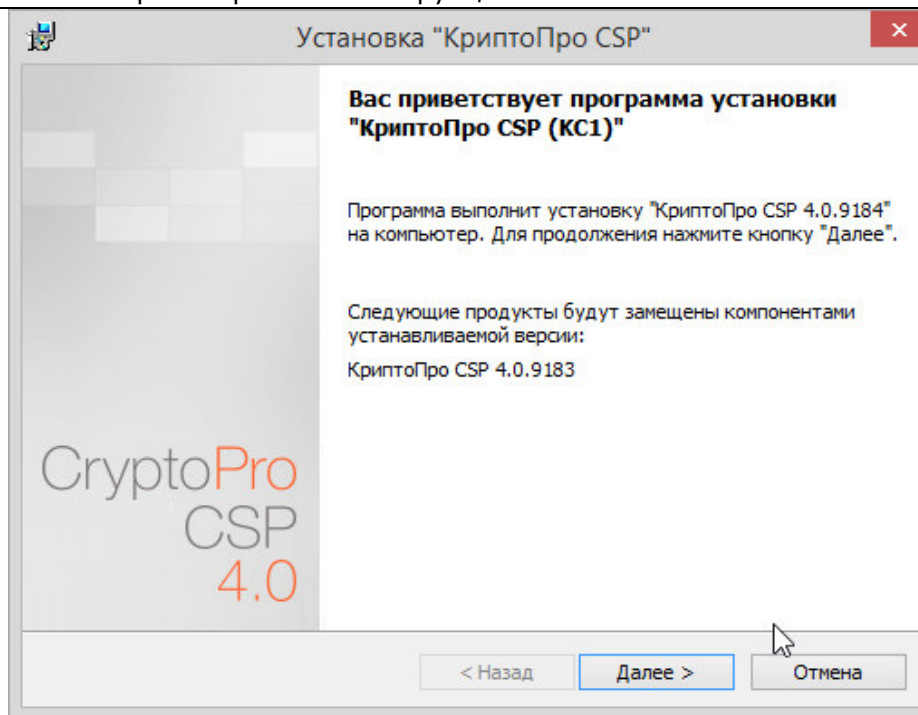 Установка "КриптоПро CSP"
Вас приветствует программа установки
"КриптоПро CSP (KC1)"
Программа выполнит установку "КриптоПро CSP 4.0.9184"
на компьютер. Для продолжения нажмите кнопку "Далее".
Следующие продукты будут замещены компонентами
устанавливаемой версии:
КриптоПро CSP 4.0.9183
CryptoPro
CSP
4.0
< Назад
Далее >
Отмена